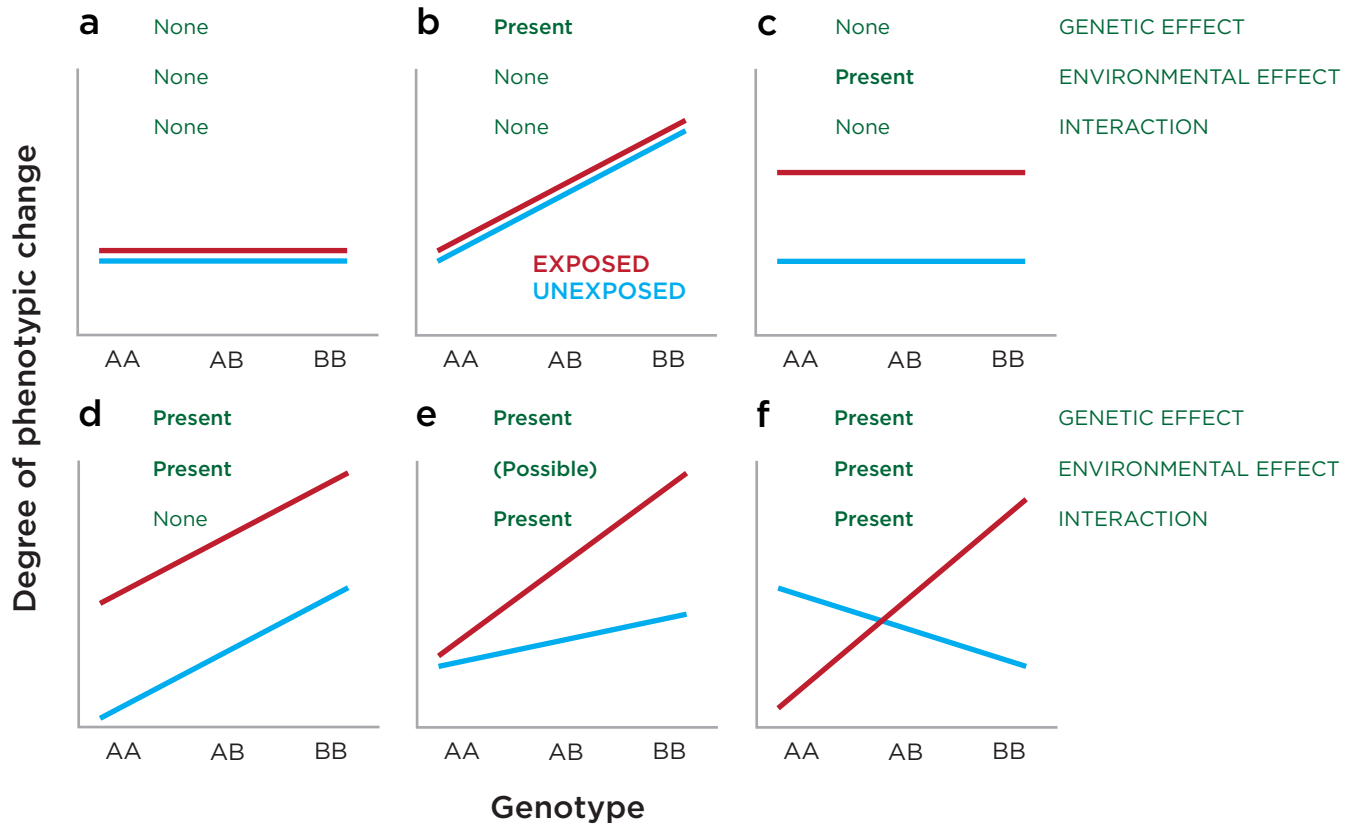 a None b Present c None GENETIC EFFECT
None None Present ENVIRONMENTAL EFFECT
None None None INTERACTION
EXPOSED
UNEXPOSED
AA AB BB AA AB BB AA AB BB
Degree of phenotypic change
d Present e Present f Present GENETIC EFFECT
Present (Possible) Present ENVIRONMENTAL EFFECT
None Present Present INTERACTION
AA AB BB AA AB BB AA AB BB
Genotype